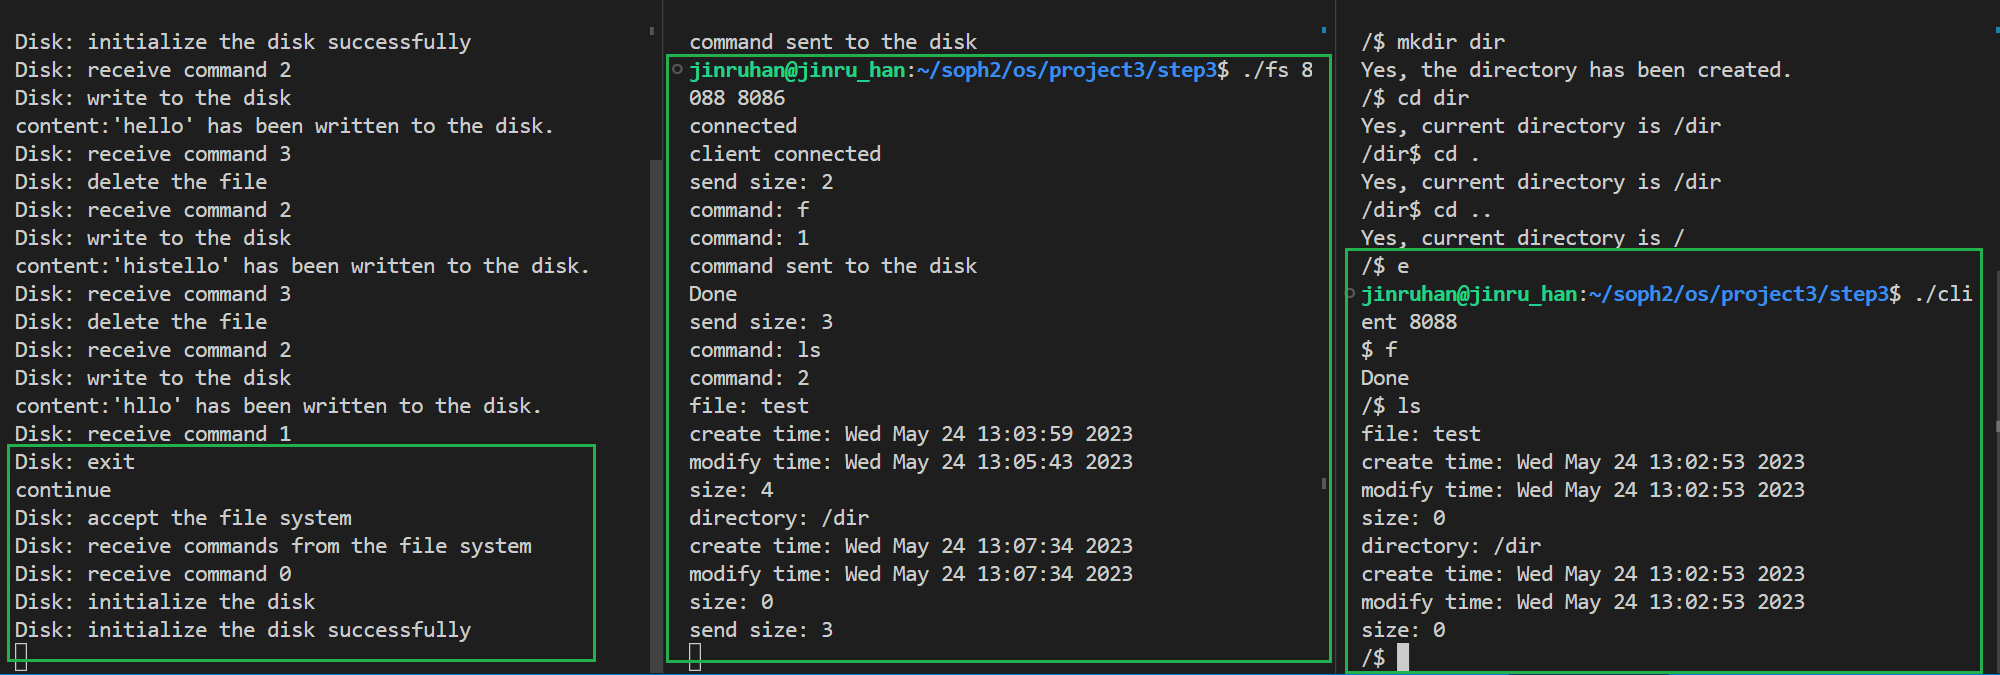 Disk: initialize the disk successfully
Disk: receive command 2
Disk: write to the disk
content:'hello' has been written to the disk.
Disk: receive command 3
Disk: delete the file
Disk: receive command 2
Disk: write to the disk
content:'histello' has been written to the disk.
Disk: receive command 3
Disk: delete the file
Disk: receive command 2
Disk: write to the disk
content:'hllo' has been written to the disk.
Disk: receive command 1
Disk: exit
continue
Disk: accept the file system
Disk: receive commands from the file system
Disk: receive command 0
Disk: initialize the disk
Disk: initialize the disk successfully
command sent to the disk
jinruhan@jinru_han:~/soph2/os/project3/step3$ ./fs 8
088 8086
connected
client connected
send size: 2
command: f
command: 1
command sent to the disk
Done
send size: 3
command: ls
command: 2
file: test
create time: Wed May 24 13:03:59 2023
modify time: Wed May 24 13:05:43 2023
size: 4
directory: /dir
create time: Wed May 24 13:07:34 2023
modify time: Wed May 24 13:07:34 2023
size: 0
send size: 3
/$ mkdir dir
Yes, the directory has been created.
/$ cd dir
Yes, current directory is /dir
/dir$ cd .
Yes, current directory is /dir
/dir$ cd ..
Yes, current directory is /
/$ e
jinruhan@jinru_han:~/soph2/os/project3/step3$ ./cli
ent 8088
$ f
Done
/$ ls
file: test
create time: Wed May 24 13:02:53 2023
modify time: Wed May 24 13:02:53 2023
size: 0
directory: /dir
create time: Wed May 24 13:02:53 2023
modify time: Wed May 24 13:02:53 2023
size: 0
/$